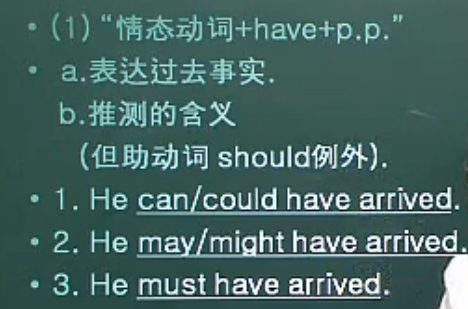 • (1) “情态动词+have+p.p.”
• a.表达过去事实.
b.推测的含义
(但助动词 should例外).
• 1. He can/could have arrived.
• 2. He may/might have arrived.
• 3. He must have arrived.